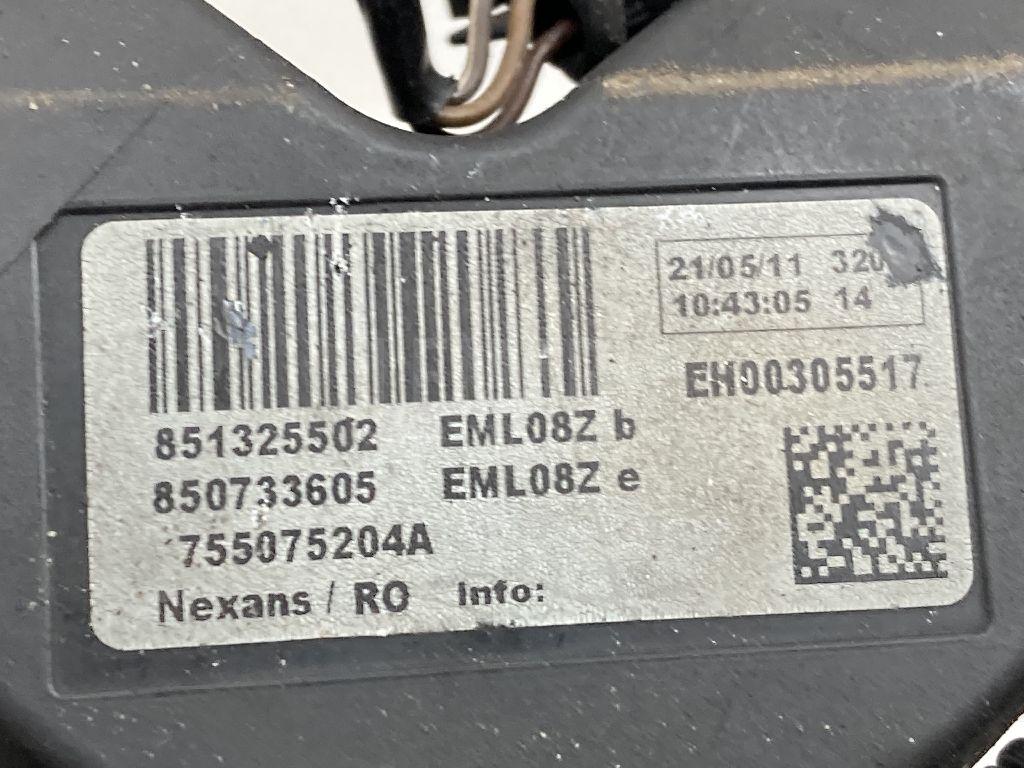 21/05/11 320
10:43:05 14
EH00305517
851325502 EML08Z b
850733605 EML08Z e
755075204A
Nexans / RO Info: